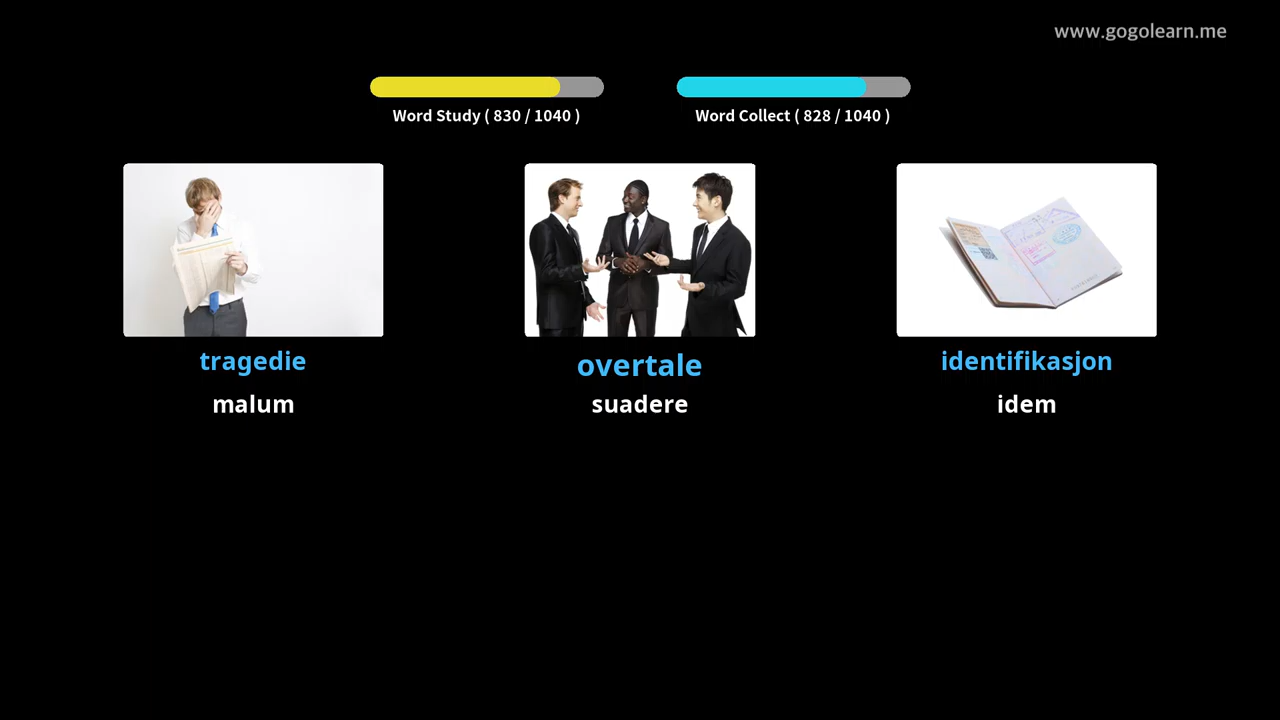 www.gogolearn.me
Word Study ( 830 / 1040 )
Word Collect ( 828 / 1040 )
tragedie
overtale
identifikasjon
malum
suadere
idem